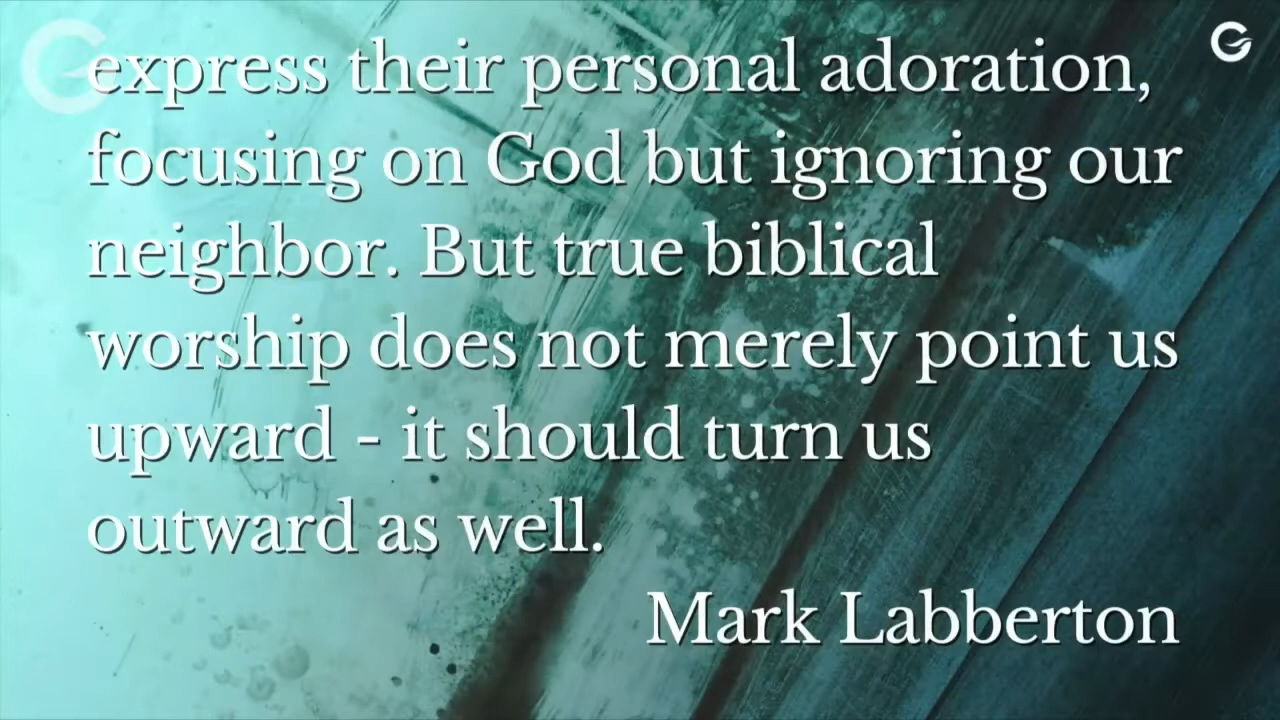 express their personal adoration,
focusing on God but ignoring our
neighbor. But true biblical
worship does not merely point us
upward - it should turn us
outward as well.
Mark Labberton